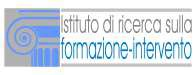 istituto di ricerca sulla
formazione-intervento